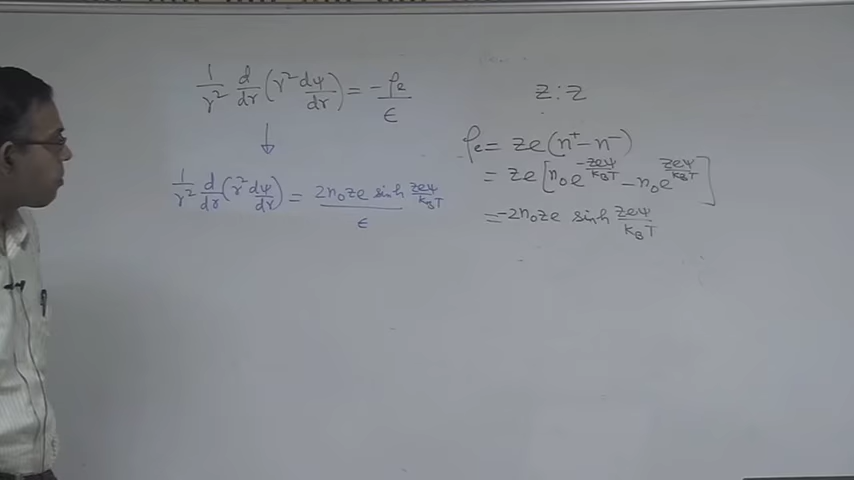 1/r² d/dr (r² dψ/dr) = -ρe/ϵ
↓
1/r² d/dr (r² dψ/dr) = 2n₀ze sinh zeψ/k_BT / ϵ
z:z
ρe = ze(n⁺ - n⁻)
= ze[n₀e^(-zeψ/k_BT) - n₀e^(zeψ/k_BT)]
= -2n₀ze sinh zeψ/k_BT